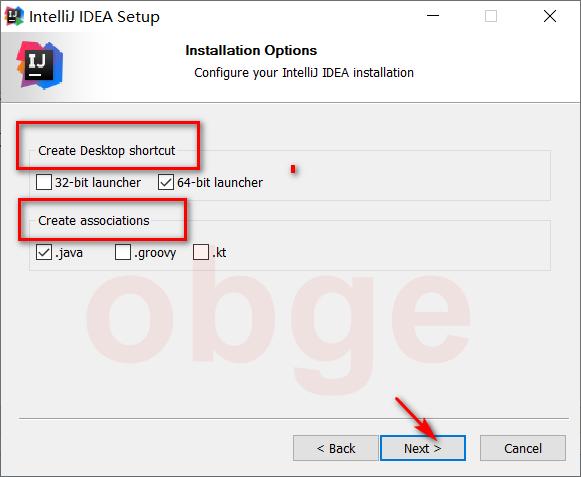 IntelliJ IDEA Setup
IJ
Installation Options
Configure your IntelliJ IDEA installation
Create Desktop shortcut
32-bit launcher 64-bit launcher
Create associations
.java .groovy .kt
obge
< Back Next > Cancel